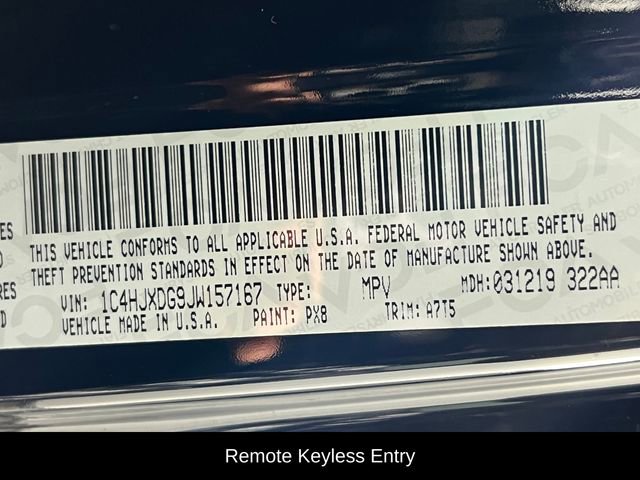 THIS VEHICLE CONFORMS TO ALL APPLICABLE U.S.A. FEDERAL MOTOR VEHICLE SAFETY AND
THEFT PREVENTION STANDARDS IN EFFECT ON THE DATE OF MANUFACTURE SHOWN ABOVE.
VIN: 1C4HJXDG9JW157167 TYPE: MPV MDH: 031219 322AA
VEHICLE MADE IN U.S.A. PAINT: PX8 TRIM: A7T5
Remote Keyless Entry